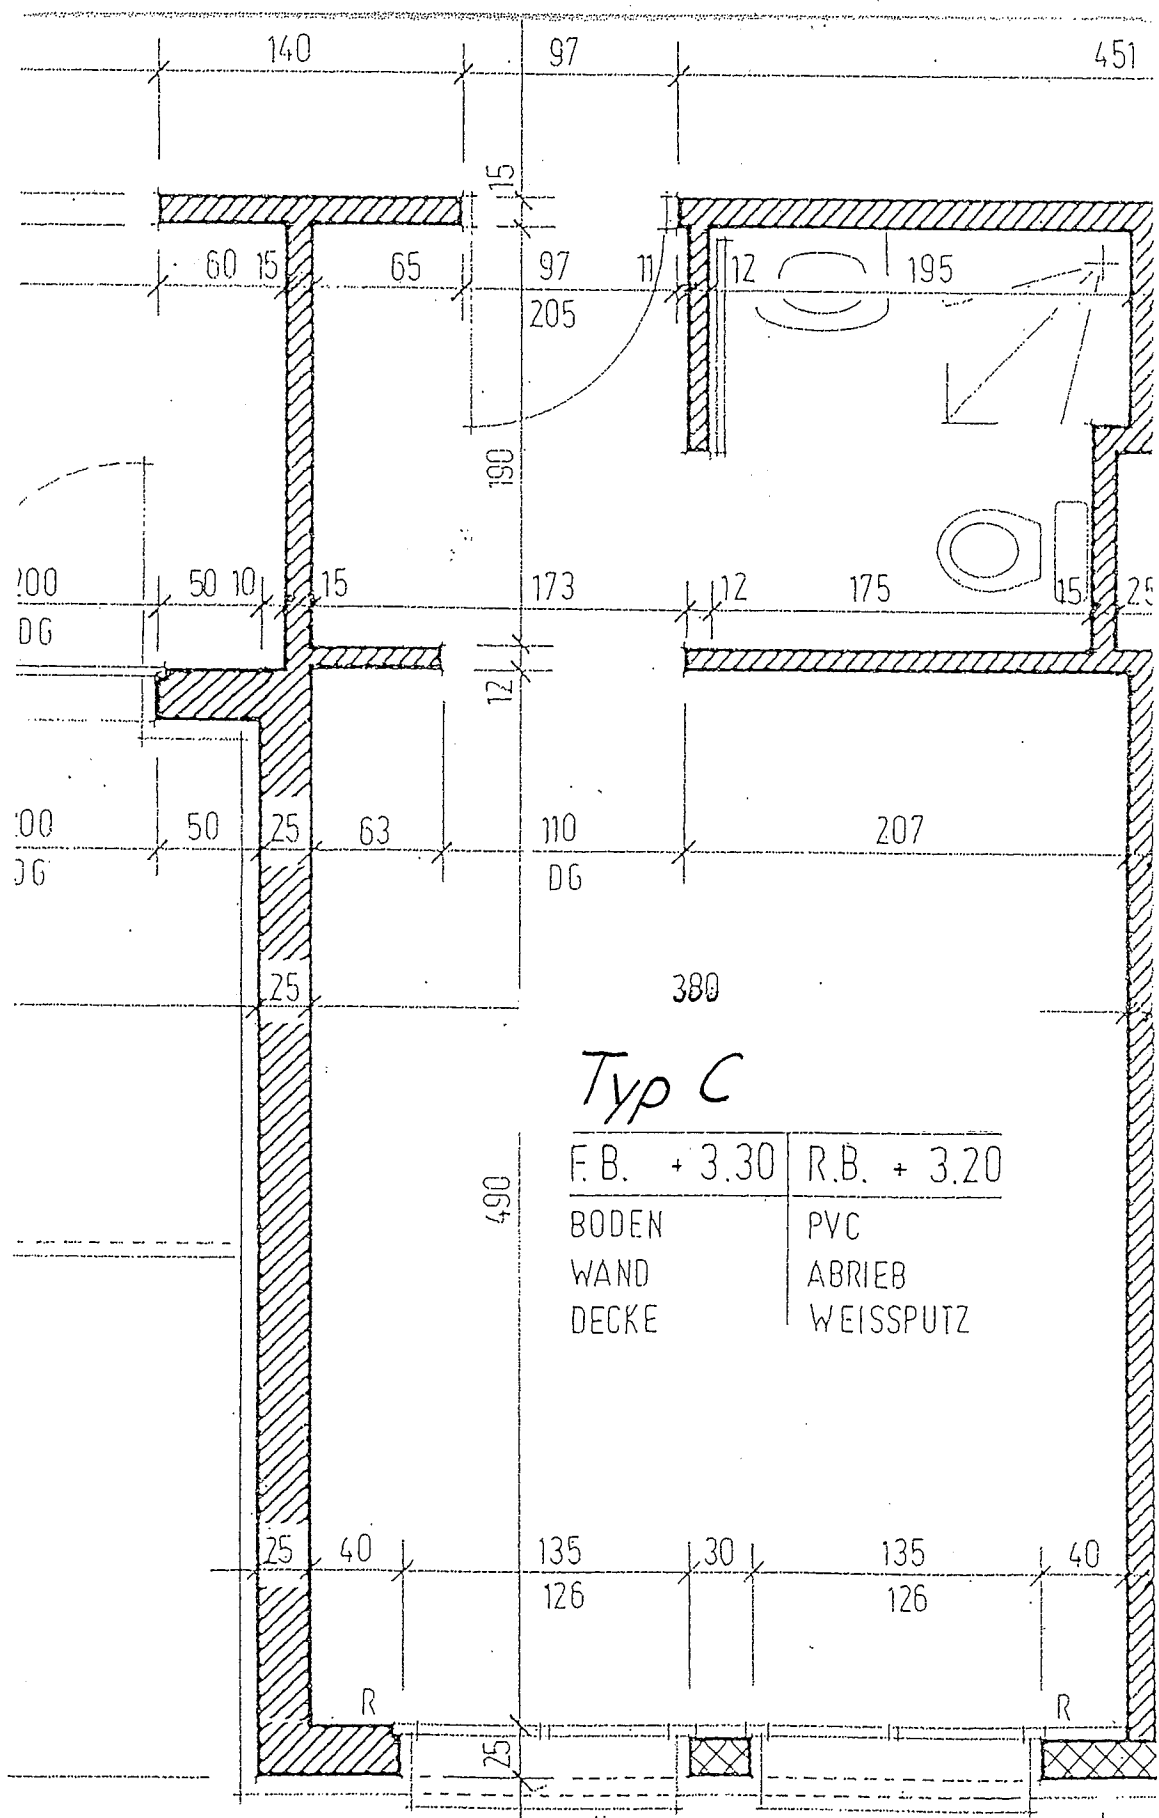 140 97 451
15
60 15 65 97 11 12 195
205
190
200 50 10 15 173 12 175 15 25
DG
12
50 25 63 110 207
DG
DG
25 380
Typ C
F.B. + 3.30 R.B. + 3.20
490
BODEN PVC
WAND ABRIEB
DECKE WEISSPUTZ
25 40 135 30 135 40
126 126
R R
25